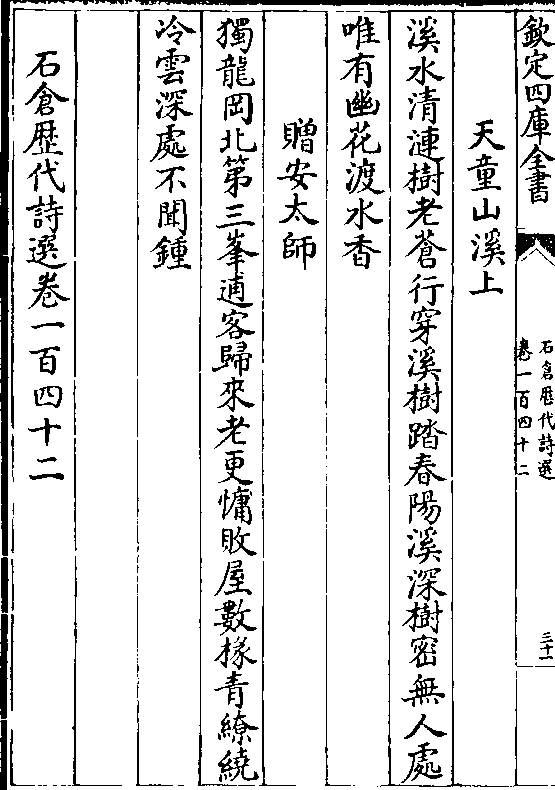 欽定四庫全書
石倉歷代詩選
卷一百四十二
三十一
天童山溪上
溪水清漣樹老蒼行穿溪樹踏春陽溪深樹密無人處
唯有幽花渡水香
贈安太師
獨龍岡北第三峯逋客歸來老更慵敗屋數椽青繚繞
冷雲深處不聞鍾
石倉歷代詩選卷一百四十二